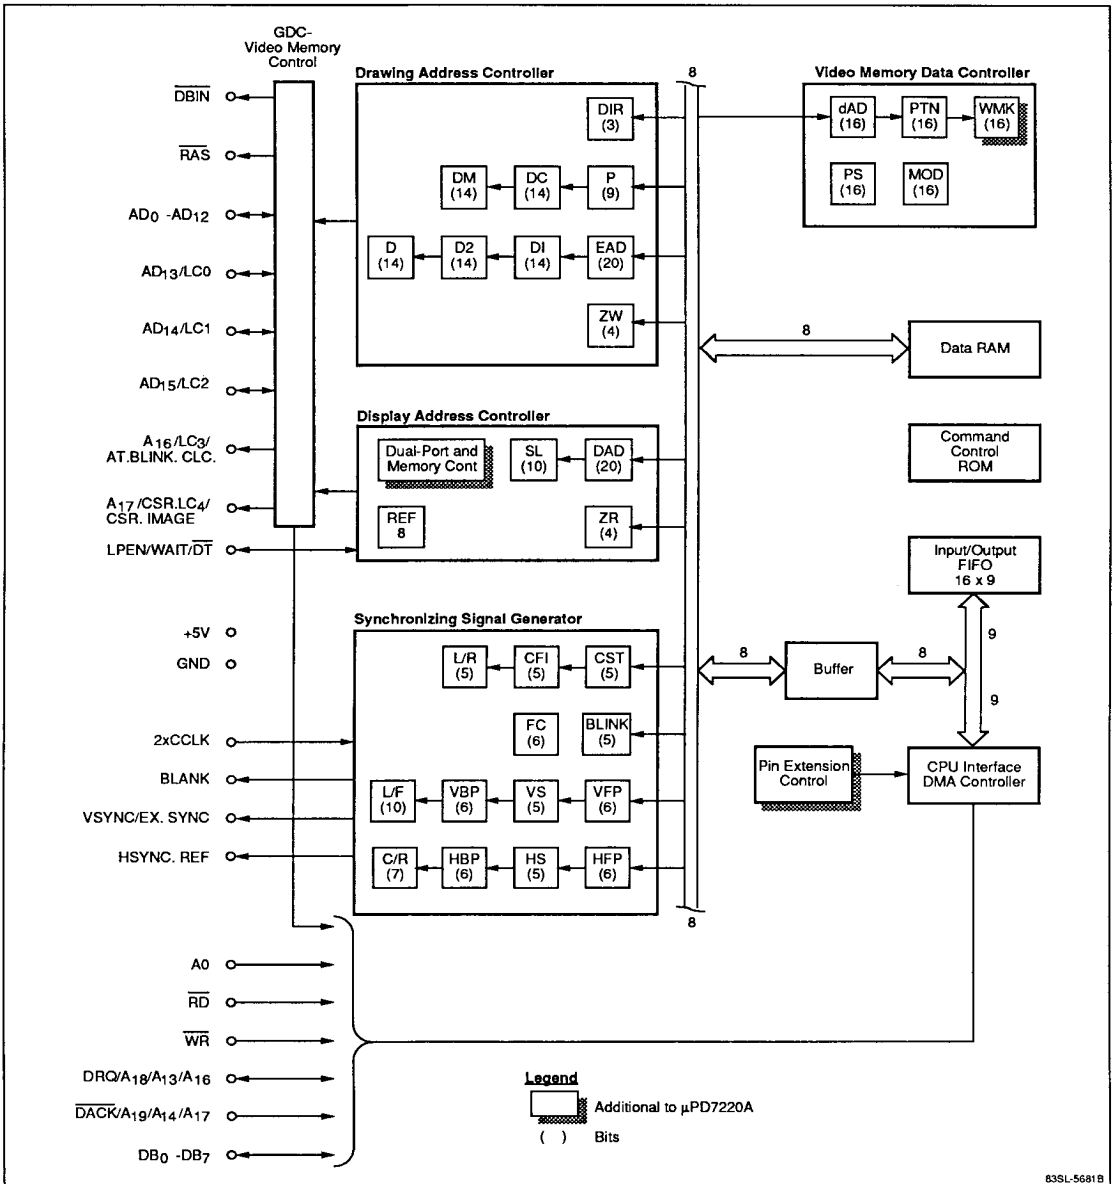 GDC-
Video Memory
Control
DBIN
RAS
AD0 -AD12
AD13/LC0
AD14/LC1
AD15/LC2
A16/LC3/
AT.BLINK. CLC.
A17/CSR.LC4/
CSR. IMAGE
LPEN/WAIT/DT
+5V
GND
2xCCLK
BLANK
VSYNC/EX. SYNC
HSYNC. REF
A0
RD
WR
DRQ/A18/A13/A16
DACK/A19/A14/A17
DB0 -DB7
Drawing Address Controller
DIR
(3)
DM
(14)
DC
(14)
P
(9)
D
(14)
D2
(14)
DI
(14)
EAD
(20)
ZW
(4)
Display Address Controller
Dual-Port and
Memory Cont
SL
(10)
DAD
(20)
REF
8
ZR
(4)
Synchronizing Signal Generator
L/R
(5)
CFI
(5)
CST
(5)
FC
(6)
BLINK
(5)
L/F
(10)
VBP
(6)
VS
(5)
VFP
(6)
C/R
(7)
HBP
(6)
HS
(5)
HFP
(6)
8
8
Video Memory Data Controller
dAD
(16)
PTN
(16)
WMK
(16)
PS
(16)
MOD
(16)
8
Data RAM
Command
Control
ROM
Input/Output
FIFO
16 x 9
9
8
Buffer
8
9
Pin Extension
Control
CPU Interface
DMA Controller
Legend
Additional to µPD7220A
( ) Bits
83SL-5681B